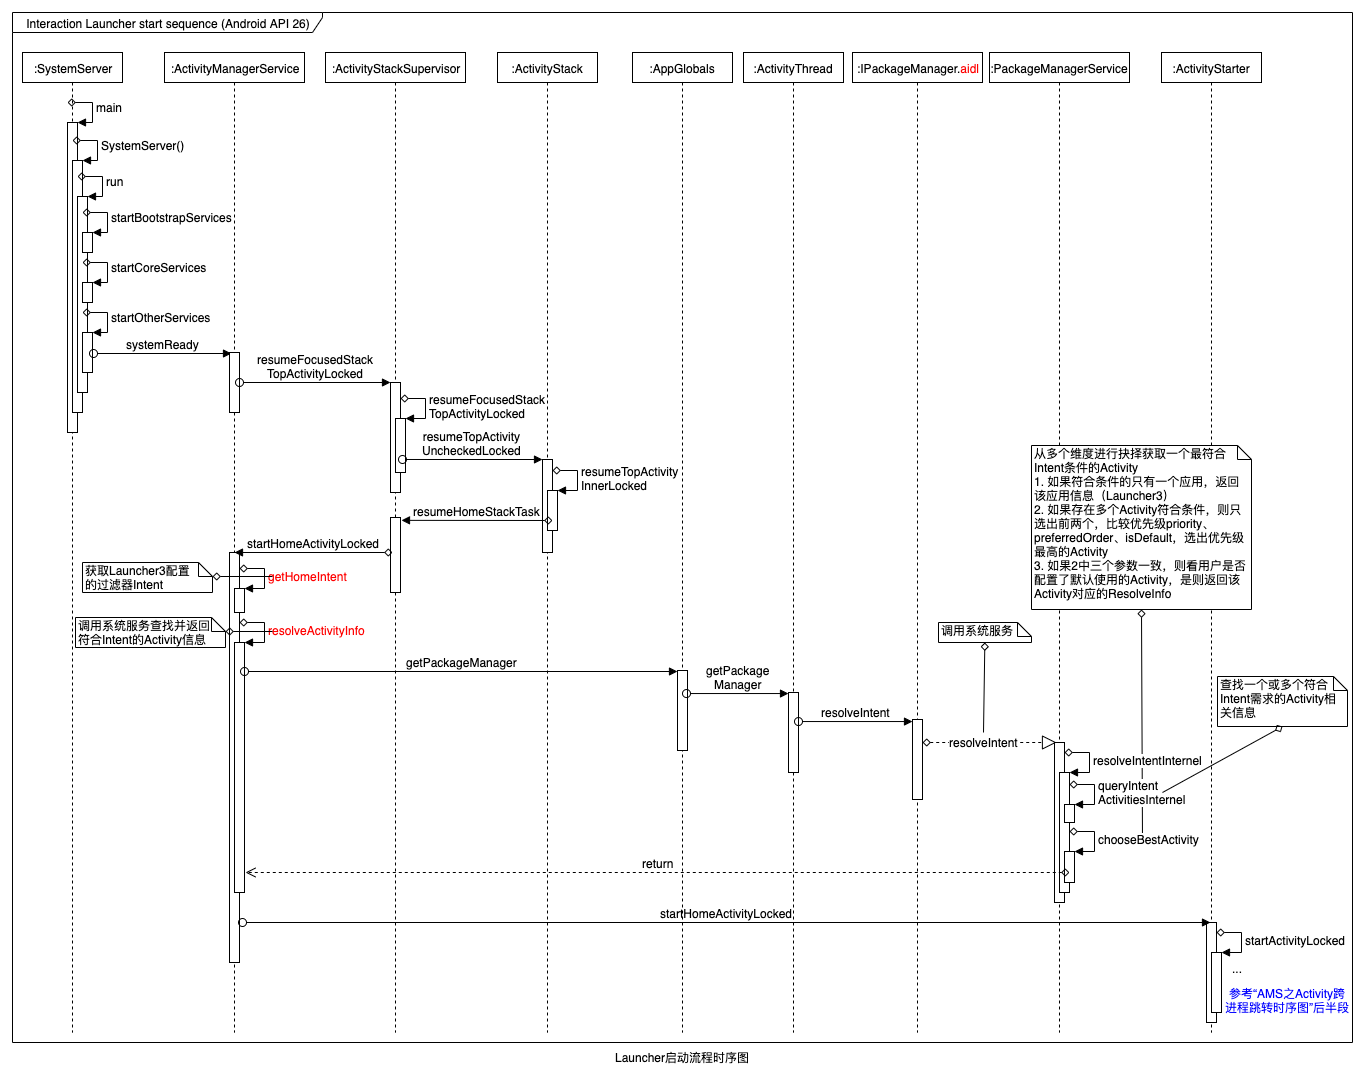 Interaction Launcher start sequence (Android API 26)
:SystemServer
:ActivityManagerService
:ActivityStackSupervisor
:ActivityStack
:AppGlobals
:ActivityThread
:IPackageManager.aidl
:PackageManagerService
:ActivityStarter
main
SystemServer()
run
startBootstrapServices
startCoreServices
startOtherServices
systemReady
resumeFocusedStack
TopActivityLocked
resumeFocusedStack
TopActivityLocked
resumeTopActivity
UncheckedLocked
resumeTopActivity
InnerLocked
resumeHomeStackTask
startHomeActivityLocked
获取Launcher3配置
的过滤器Intent
getHomeIntent
调用系统服务查找并返回
符合Intent的Activity信息
resolveActivityInfo
getPackageManager
getPackage
Manager
resolveIntent
调用系统服务
resolveIntent
从多个维度进行抉择获取一个最符合
Intent条件的Activity
1. 如果符合条件的只有一个应用，返回
该应用信息（Launcher3）
2. 如果存在多个Activity符合条件，则只
选出前两个，比较优先级priority、
preferredOrder、isDefault，选出优先级
最高的Activity
3. 如果2中三个参数一致，则看用户是否
配置了默认使用的Activity，是则返回该
Activity对应的ResolveInfo
查找一个或多个符合
Intent需求的Activity相
关信息
resolveIntentInternel
queryIntent
ActivitiesInternel
chooseBestActivity
return
startHomeActivityLocked
startActivityLocked
...
参考“AMS之Activity跨
进程跳转时序图”后半段
Launcher启动流程时序图